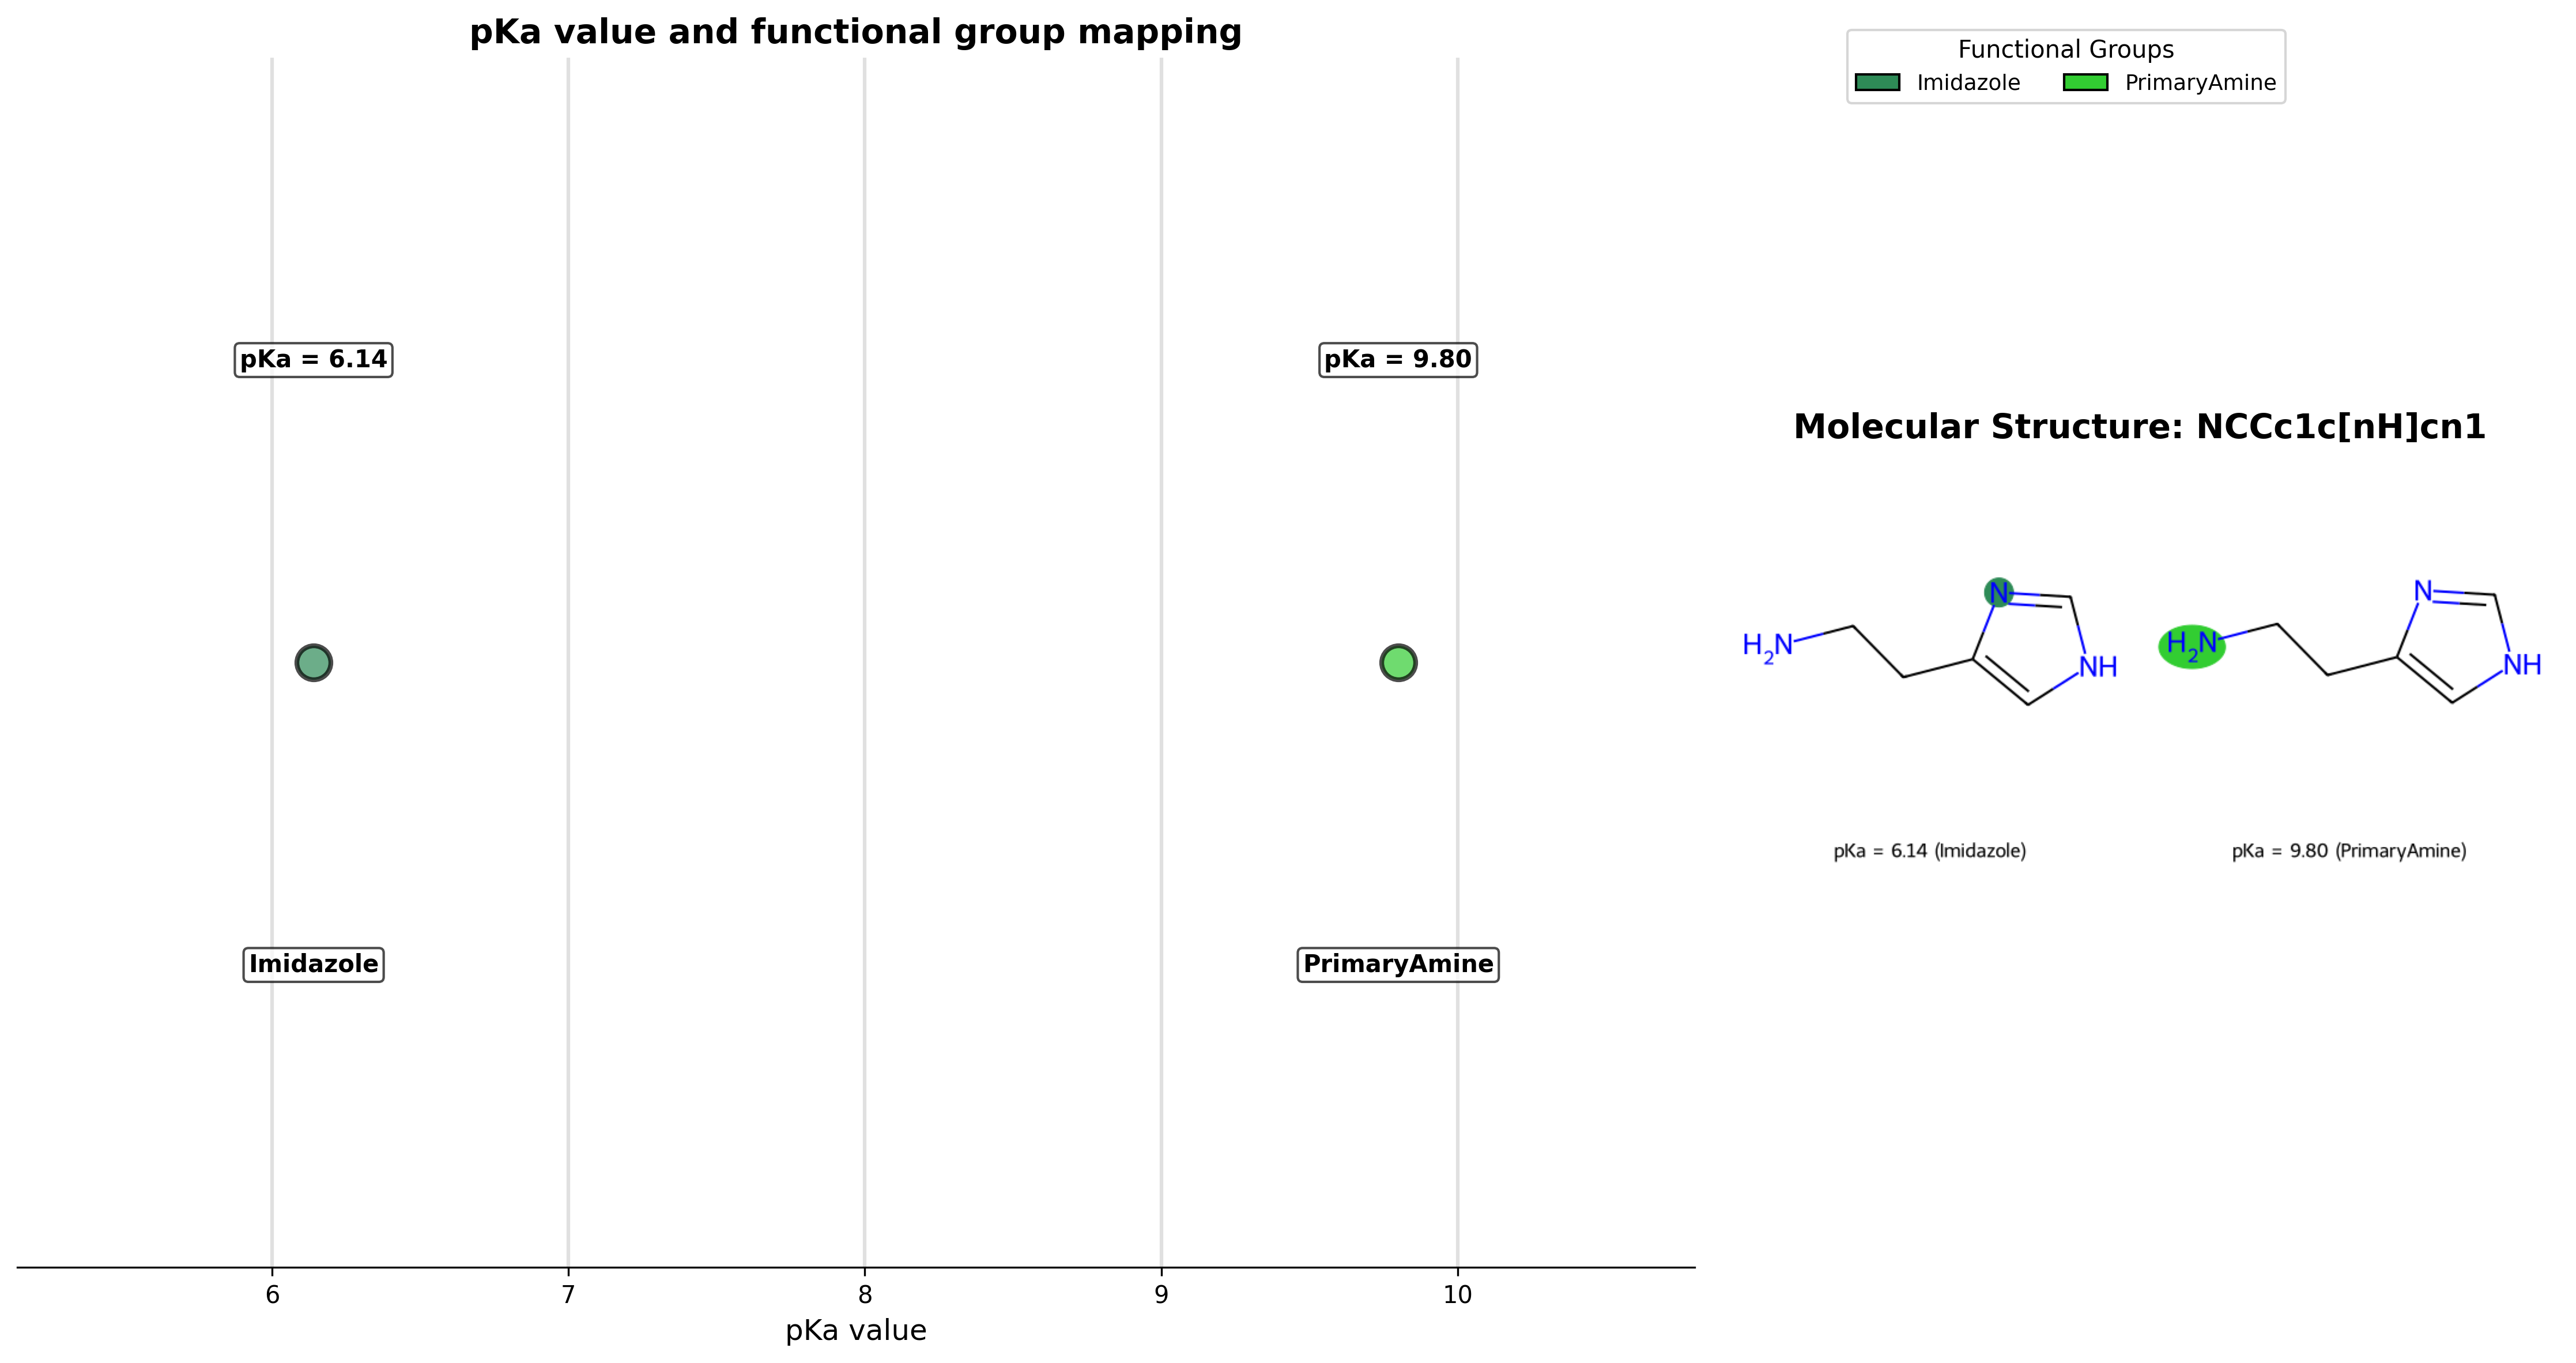 pKa value and functional group mapping
pKa = 6.14
pKa = 9.80
Imidazole
PrimaryAmine
6 7 8 9 10
pKa value
Functional Groups
Imidazole PrimaryAmine
Molecular Structure: NCCc1c[nH]cn1
H2N N NH
H2N N NH
pKa = 6.14 (Imidazole)
pKa = 9.80 (PrimaryAmine)